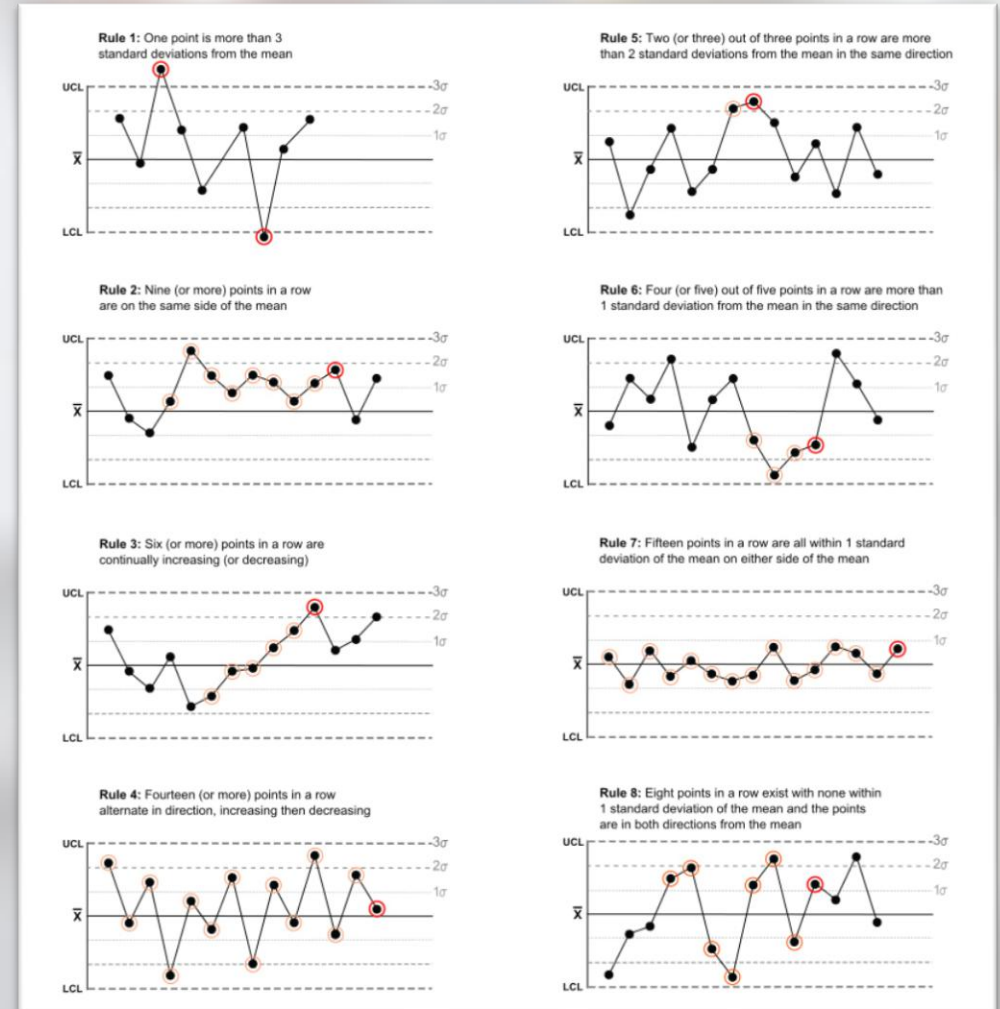 Rule 1: One point is more than 3
standard deviations from the mean
UCL
3σ
2σ
1σ
X̄
LCL
Rule 2: Nine (or more) points in a row
are on the same side of the mean
UCL
3σ
2σ
1σ
X̄
LCL
Rule 3: Six (or more) points in a row are
continually increasing (or decreasing)
UCL
3σ
2σ
1σ
X̄
LCL
Rule 4: Fourteen (or more) points in a row
alternate in direction, increasing then decreasing
UCL
3σ
2σ
1σ
X̄
LCL
Rule 5: Two (or three) out of three points in a row are more
than 2 standard deviations from the mean in the same direction
UCL
3σ
2σ
1σ
X̄
LCL
Rule 6: Four (or five) out of five points in a row are more than
1 standard deviation from the mean in the same direction
UCL
3σ
2σ
1σ
X̄
LCL
Rule 7: Fifteen points in a row are all within 1 standard
deviation of the mean on either side of the mean
UCL
3σ
2σ
1σ
X̄
LCL
Rule 8: Eight points in a row exist with none within
1 standard deviation of the mean and the points
are in both directions from the mean
UCL
3σ
2σ
1σ
X̄
LCL